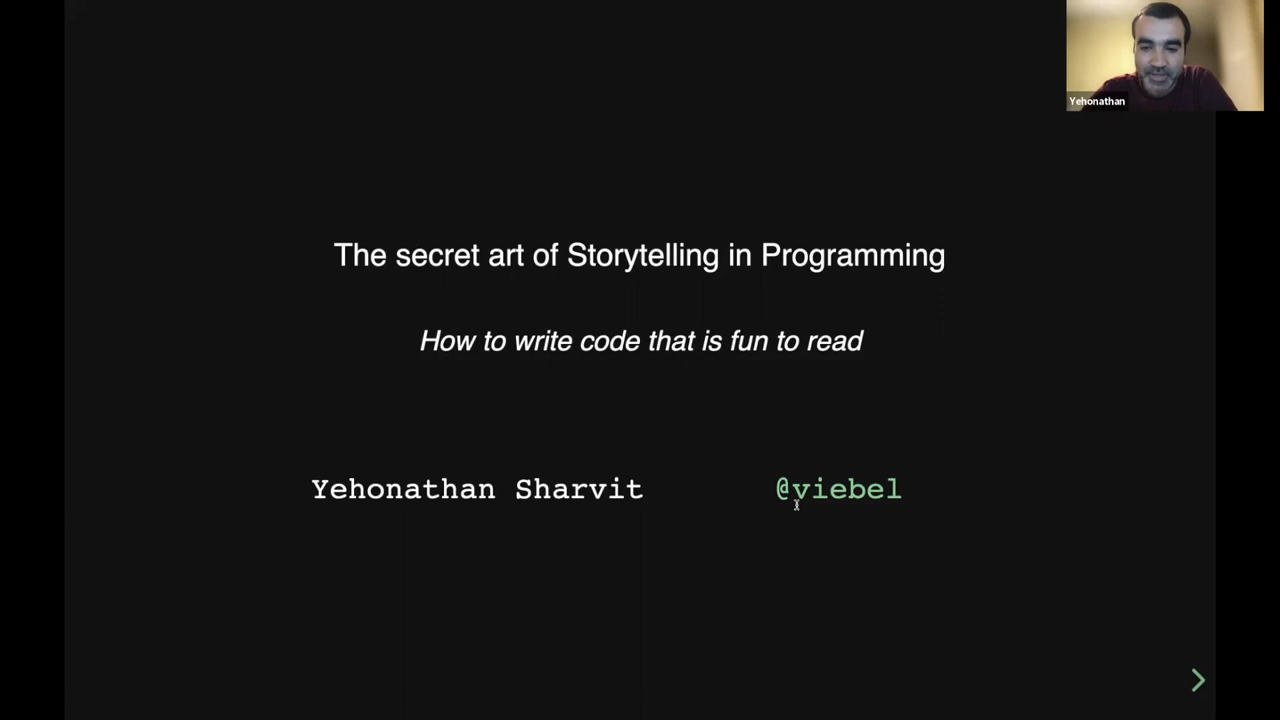 Yehonathan
The secret art of Storytelling in Programming
How to write code that is fun to read
Yehonathan Sharvit @viebel